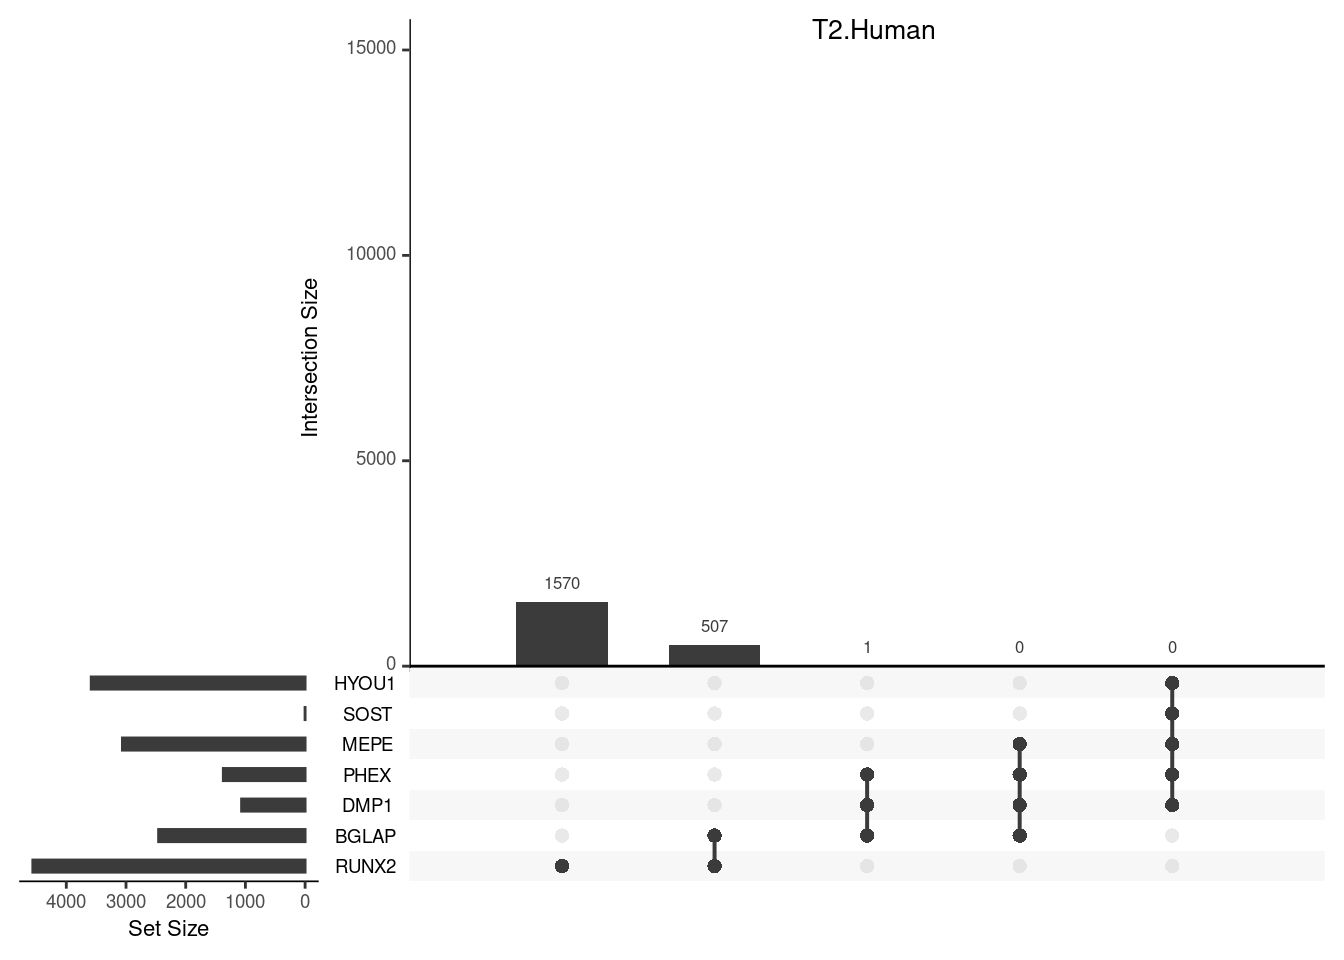 T2.Human
15000
10000
5000
0
Intersection Size
1570
507
1
0
0
HYOU1
SOST
MEPE
PHEX
DMP1
BGLAP
RUNX2
4000 3000 2000 1000 0
Set Size